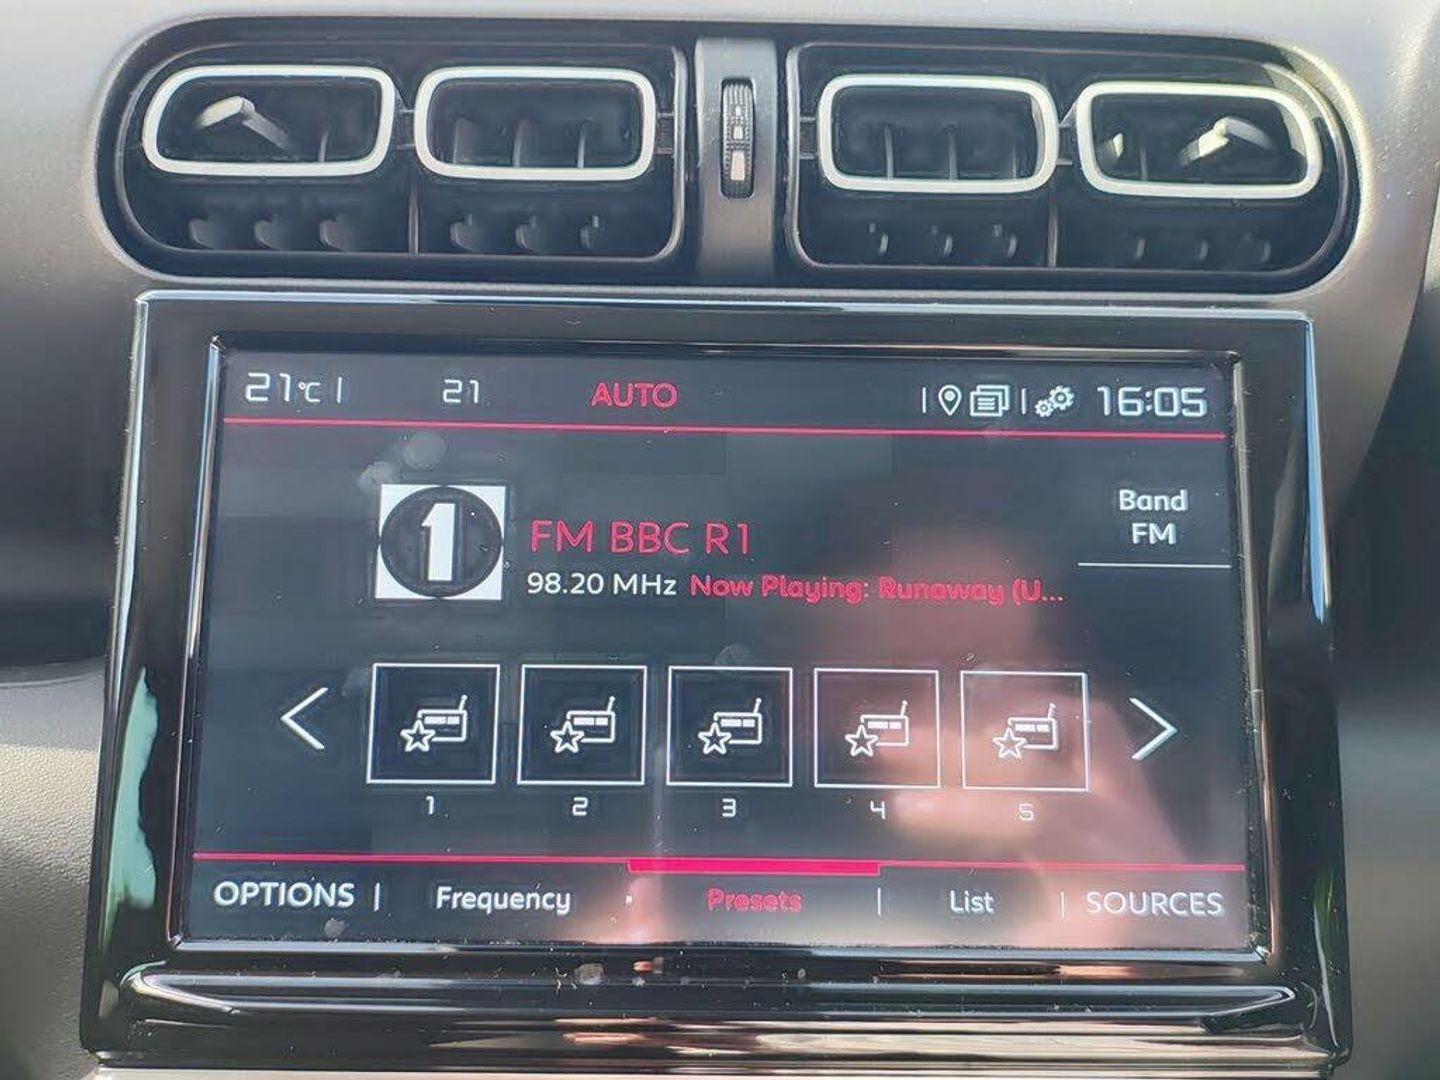 21°C | 21 AUTO 16:05
1
FM BBC R1
98.20 MHz Now Playing: Runaway (U...
Band
FM
1 2 3 4 5
OPTIONS | Frequency Presets | List | SOURCES